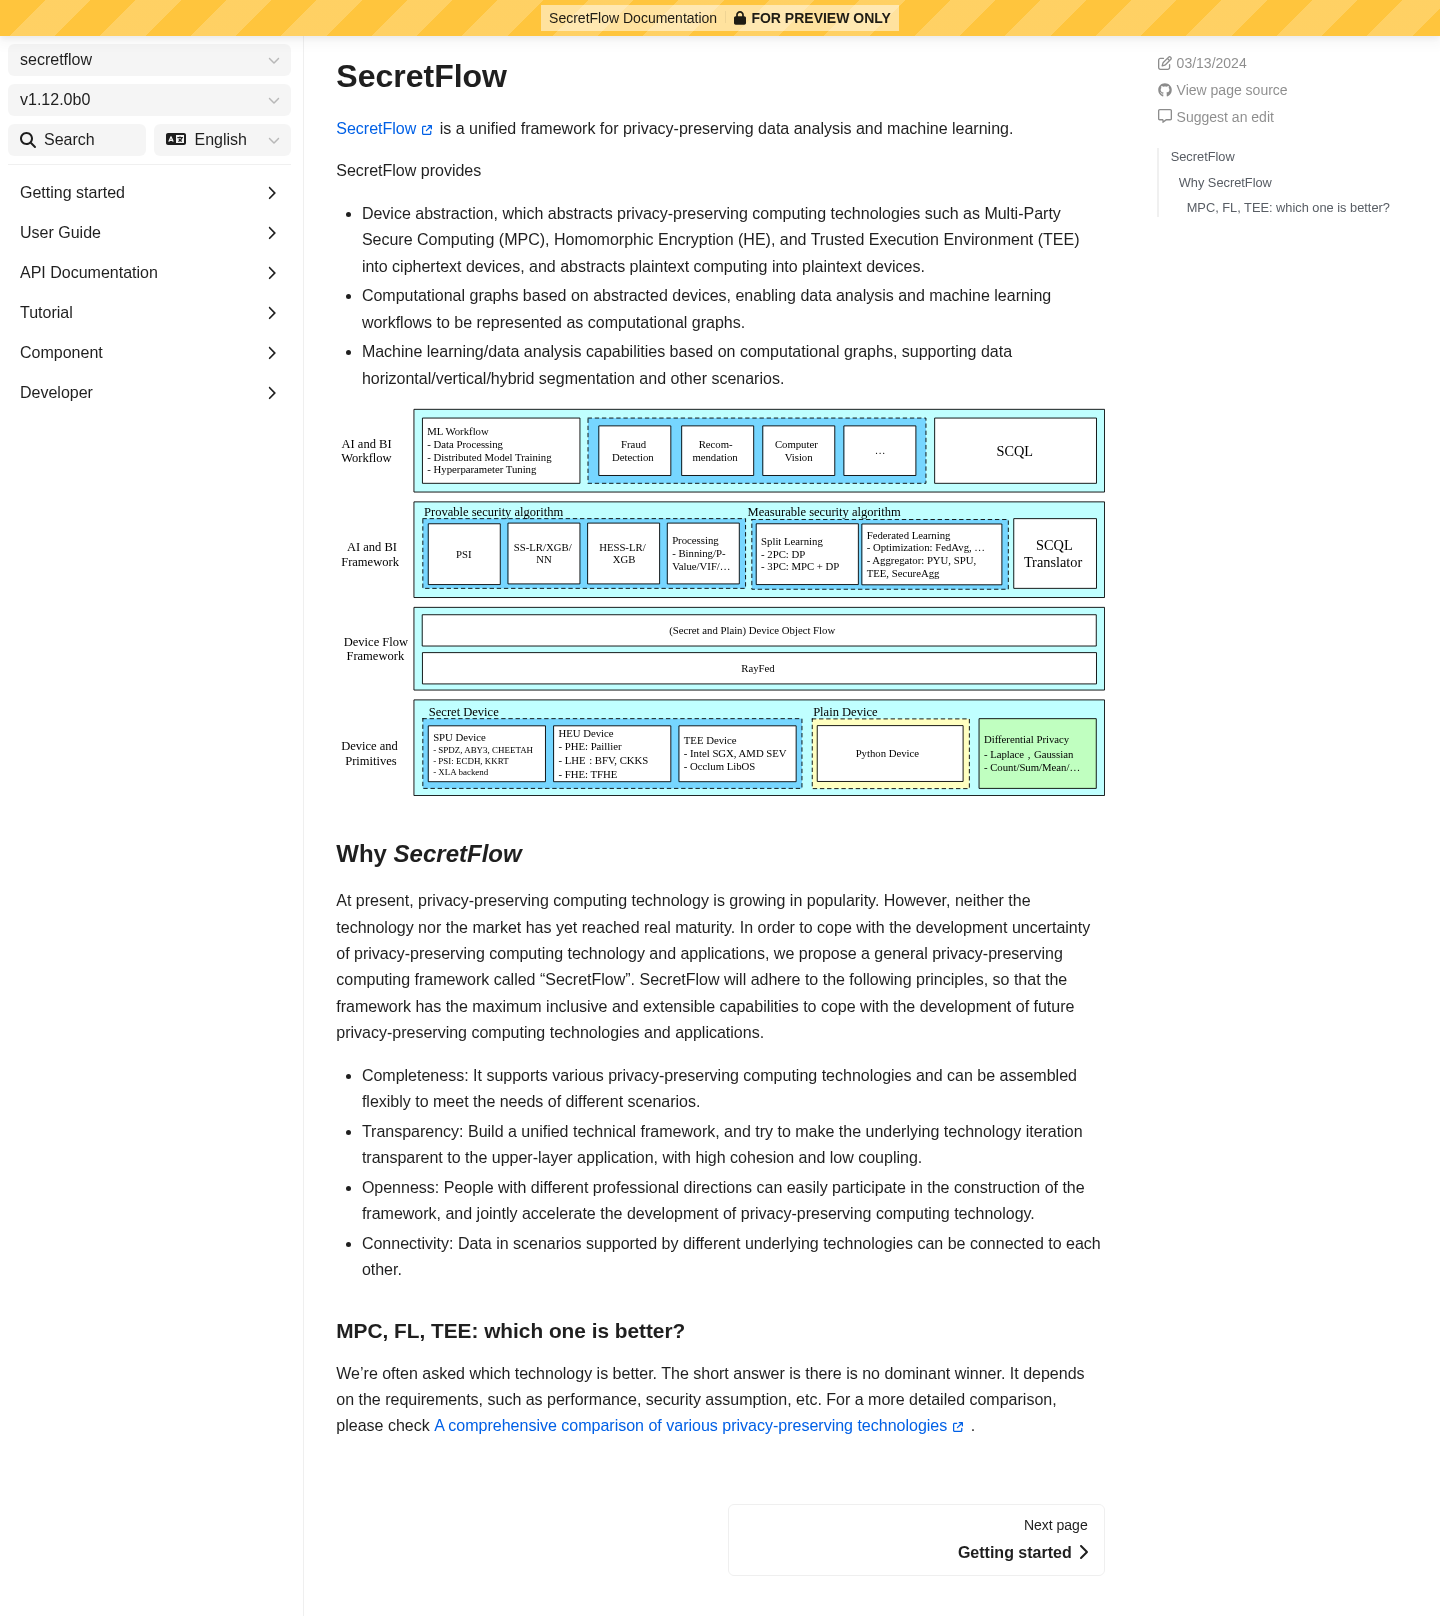 SecretFlow Documentation FOR PREVIEW ONLY
secretflow
v1.12.0b0
Search English
Getting started
User Guide
API Documentation
Tutorial
Component
Developer
SecretFlow
SecretFlow is a unified framework for privacy-preserving data analysis and machine learning.
SecretFlow provides
• Device abstraction, which abstracts privacy-preserving computing technologies such as Multi-Party
Secure Computing (MPC), Homomorphic Encryption (HE), and Trusted Execution Environment (TEE)
into ciphertext devices, and abstracts plaintext computing into plaintext devices.
• Computational graphs based on abstracted devices, enabling data analysis and machine learning
workflows to be represented as computational graphs.
• Machine learning/data analysis capabilities based on computational graphs, supporting data
horizontal/vertical/hybrid segmentation and other scenarios.
AI and BI
Workflow
ML Workflow
- Data Processing
- Distributed Model Training
- Hyperparameter Tuning
Fraud
Detection
Recom-
mendation
Computer
Vision
…
SCQL
AI and BI
Framework
Provable security algorithm
PSI
SS-LR/XGB/
NN
HESS-LR/
XGB
Processing
- Binning/P-
Value/VIF/…
Measurable security algorithm
Split Learning
- 2PC: DP
- 3PC: MPC + DP
Federated Learning
- Optimization: FedAvg, …
- Aggregator: PYU, SPU,
TEE, SecureAgg
SCQL
Translator
Device Flow
Framework
(Secret and Plain) Device Object Flow
RayFed
Device and
Primitives
Secret Device
SPU Device
- SPDZ, ABY3, CHEETAH
- PSI: ECDH, KKRT
- XLA backend
HEU Device
- PHE: Paillier
- LHE : BFV, CKKS
- FHE: TFHE
TEE Device
- Intel SGX, AMD SEV
- Occlum LibOS
Plain Device
Python Device
Differential Privacy
- Laplace , Gaussian
- Count/Sum/Mean/…
Why SecretFlow
At present, privacy-preserving computing technology is growing in popularity. However, neither the
technology nor the market has yet reached real maturity. In order to cope with the development uncertainty
of privacy-preserving computing technology and applications, we propose a general privacy-preserving
computing framework called “SecretFlow”. SecretFlow will adhere to the following principles, so that the
framework has the maximum inclusive and extensible capabilities to cope with the development of future
privacy-preserving computing technologies and applications.
• Completeness: It supports various privacy-preserving computing technologies and can be assembled
flexibly to meet the needs of different scenarios.
• Transparency: Build a unified technical framework, and try to make the underlying technology iteration
transparent to the upper-layer application, with high cohesion and low coupling.
• Openness: People with different professional directions can easily participate in the construction of the
framework, and jointly accelerate the development of privacy-preserving computing technology.
• Connectivity: Data in scenarios supported by different underlying technologies can be connected to each
other.
MPC, FL, TEE: which one is better?
We’re often asked which technology is better. The short answer is there is no dominant winner. It depends
on the requirements, such as performance, security assumption, etc. For a more detailed comparison,
please check A comprehensive comparison of various privacy-preserving technologies .
Next page
Getting started
03/13/2024
View page source
Suggest an edit
SecretFlow
Why SecretFlow
MPC, FL, TEE: which one is better?